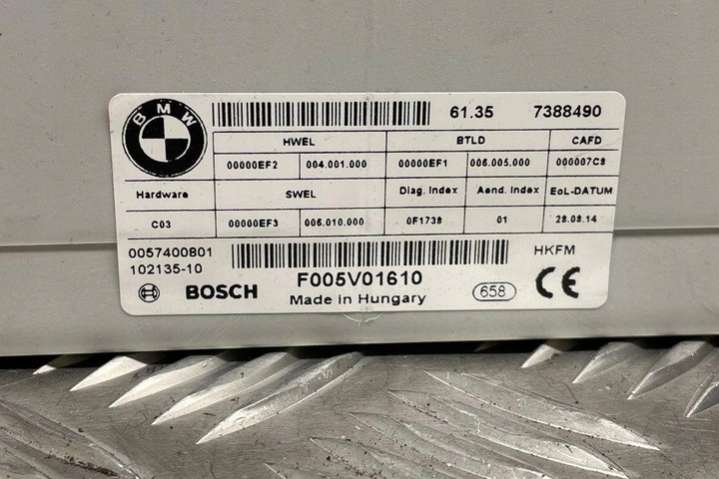 BMW
61.35 7388490
HWEL BTLD CAFD
00000EF2 004.001.000 00000EF1 006.005.000 000007C8
Hardware SWEL Diag. Index Aend. Index EoL-DATUM
C03 00000EF3 006.010.000 0F1738 01 28.08.14
0057400801 HKFM
102135-10
BOSCH F005V01610 658 CE
Made in Hungary